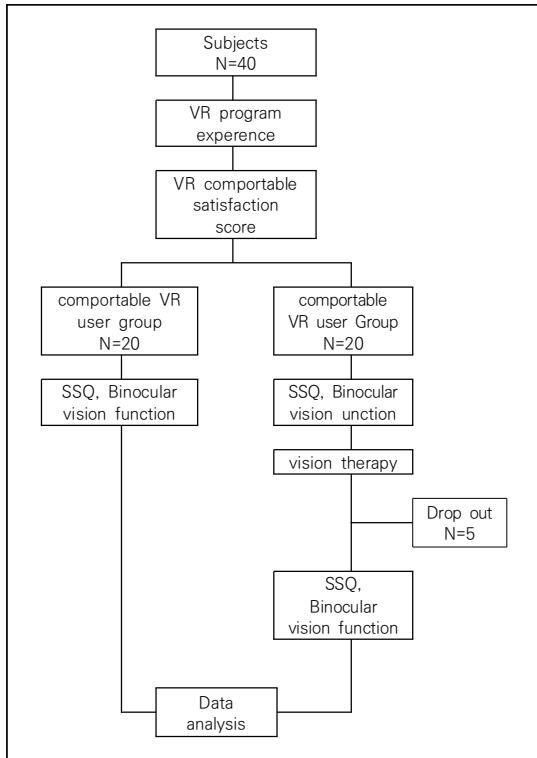 Subjects
N=40
VR program
experence
VR comportable
satisfaction
score
comportable VR
user group
N=20
comportable
VR user Group
N=20
SSQ, Binocular
vision function
SSQ, Binocular
vision unction
vision therapy
Drop out
N=5
SSQ,
Binocular
vision function
Data
analysis